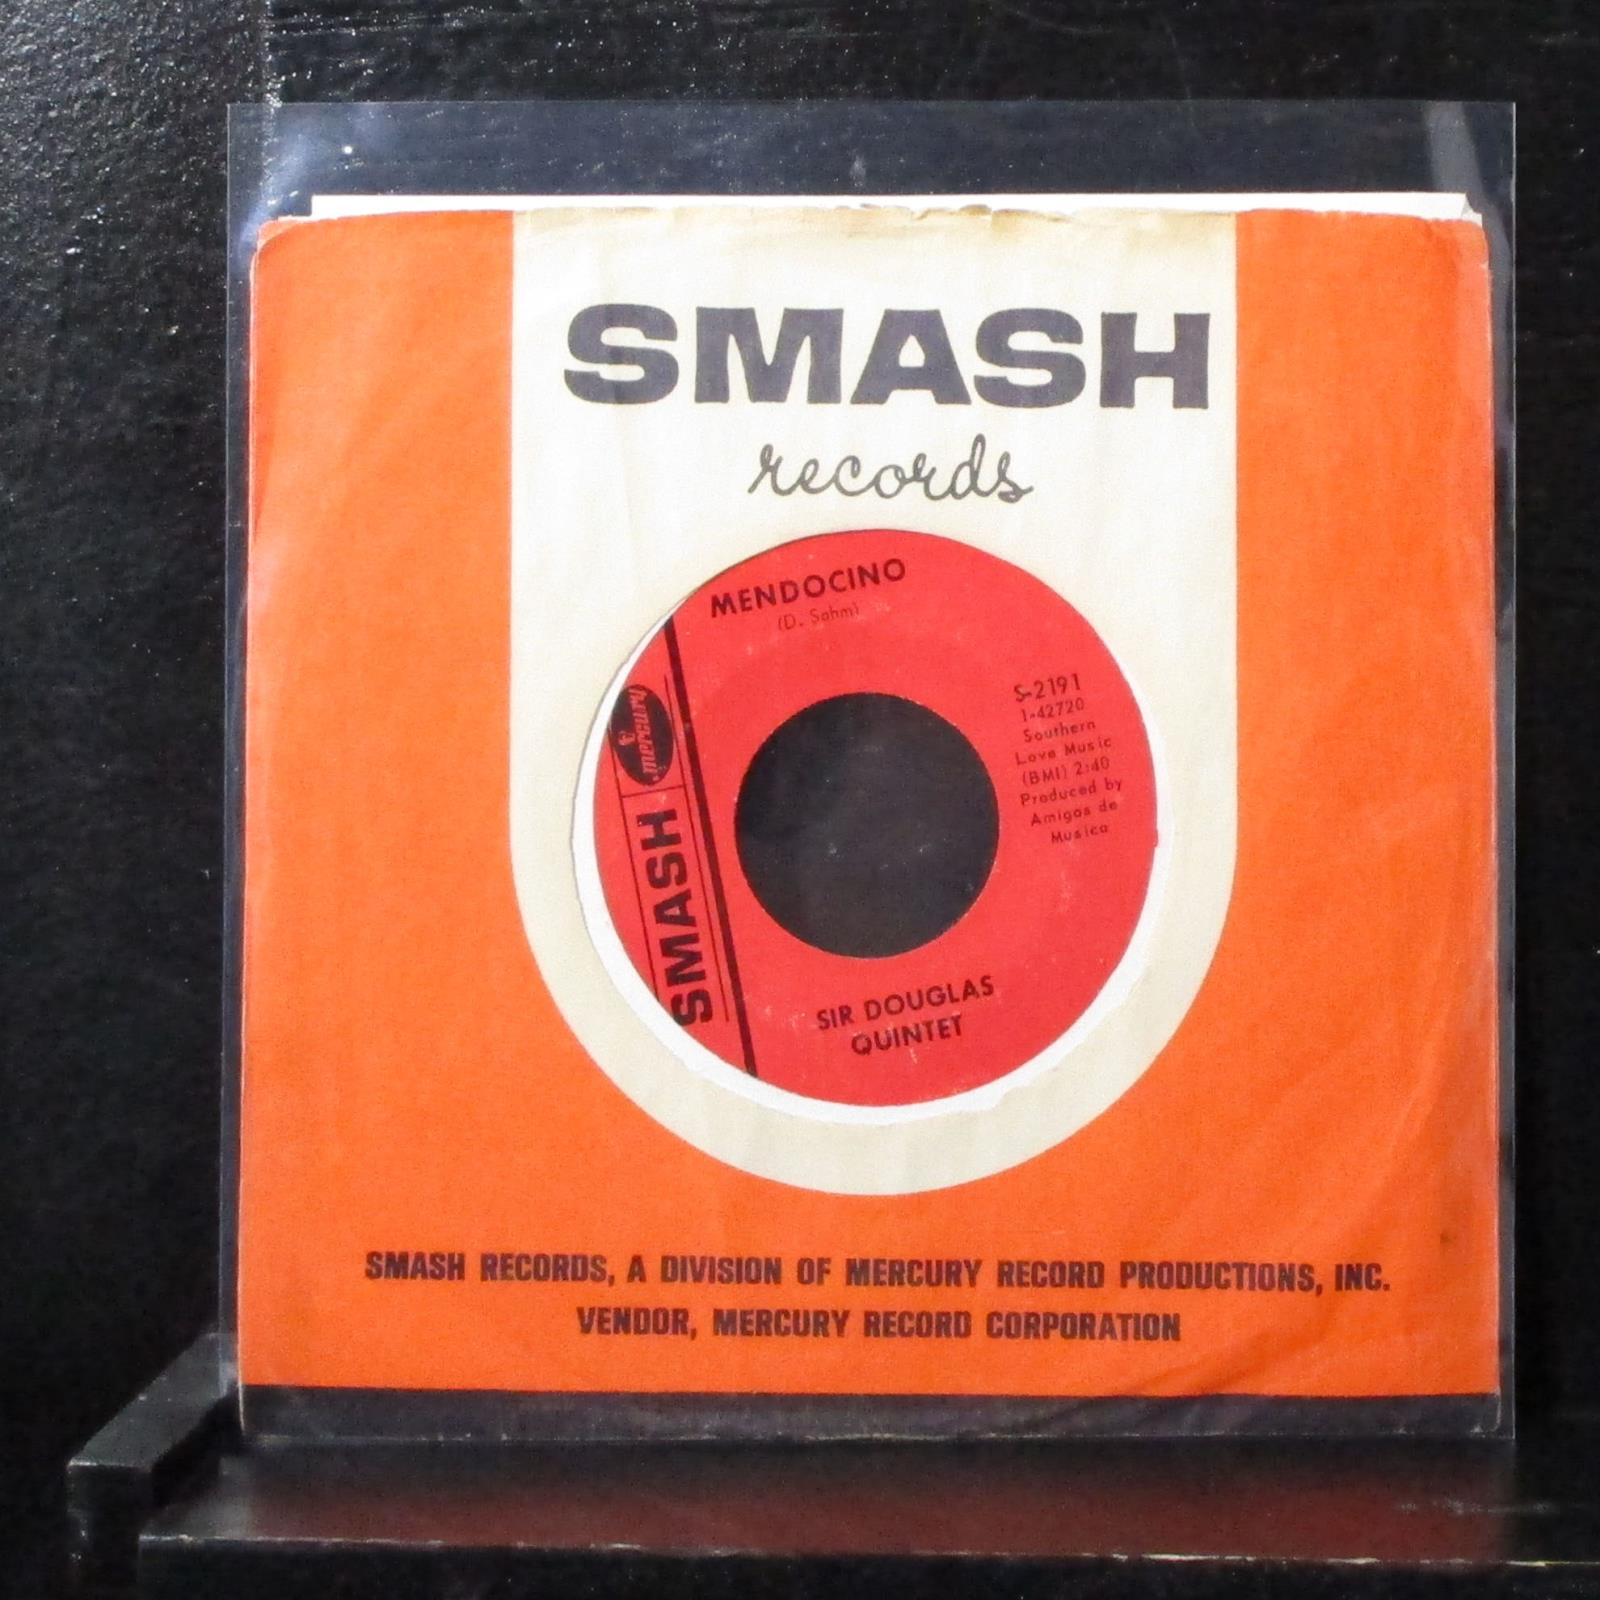 SMASH
records
MENDOCINO
(D. Sahm)
S-2191
1-42720
Southern
Love Music
(BMI) 2:40
Produced by
Amigos de
Musica
mercury
SMASH
SIR DOUGLAS
QUINTET
SMASH RECORDS, A DIVISION OF MERCURY RECORD PRODUCTIONS, INC.
VENDOR, MERCURY RECORD CORPORATION